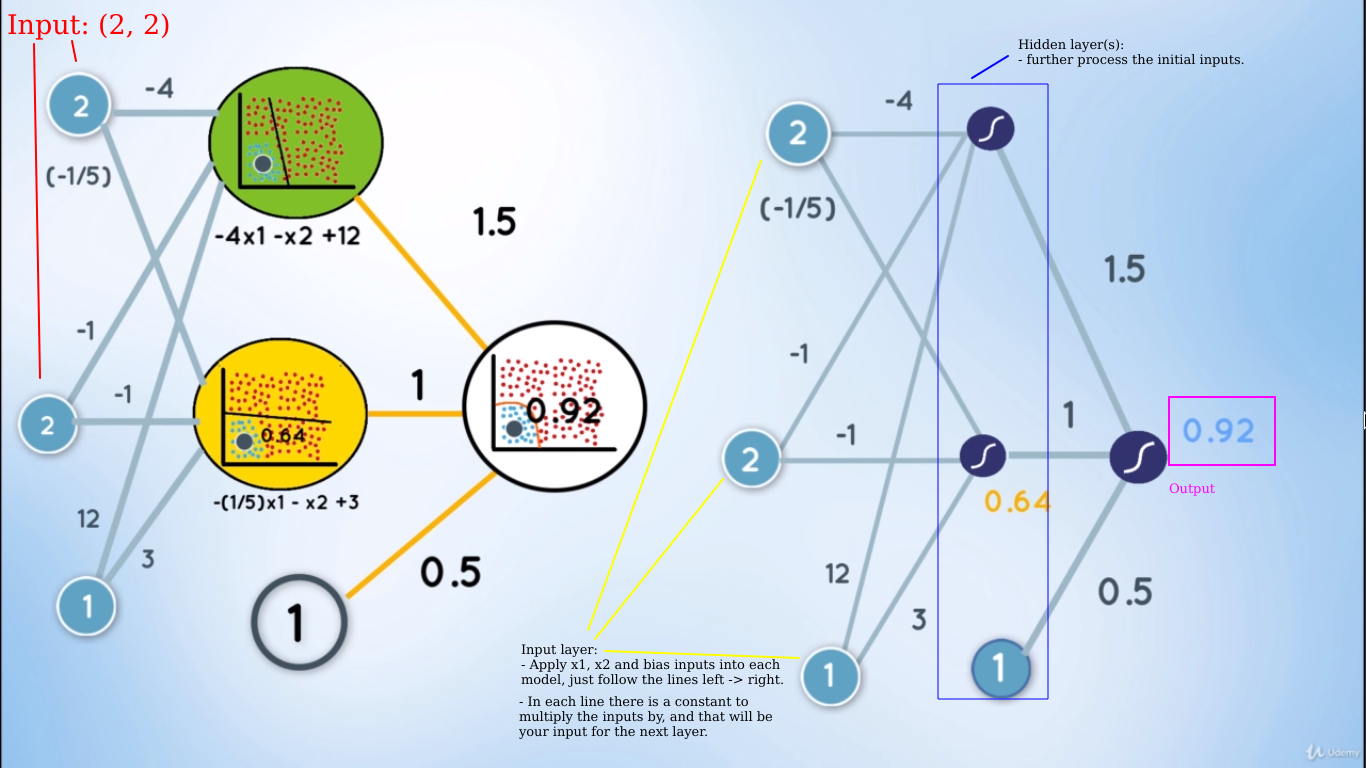 Input: (2, 2)
2
-4
(-1/5)
-4x1 -x2 +12
1.5
-1
-1
2
0.64
1
0.92
-(1/5)x1 - x2 +3
12
3
1
1
0.5
Hidden layer(s):
- further process the initial inputs.
2
-4
(-1/5)
1.5
-1
-1
2
1
0.92
Output
0.64
12
3
0.5
1
1
Input layer:
- Apply x1, x2 and bias inputs into each
model, just follow the lines left -> right.
- In each line there is a constant to
multiply the inputs by, and that will be
your input for the next layer.
Udemy